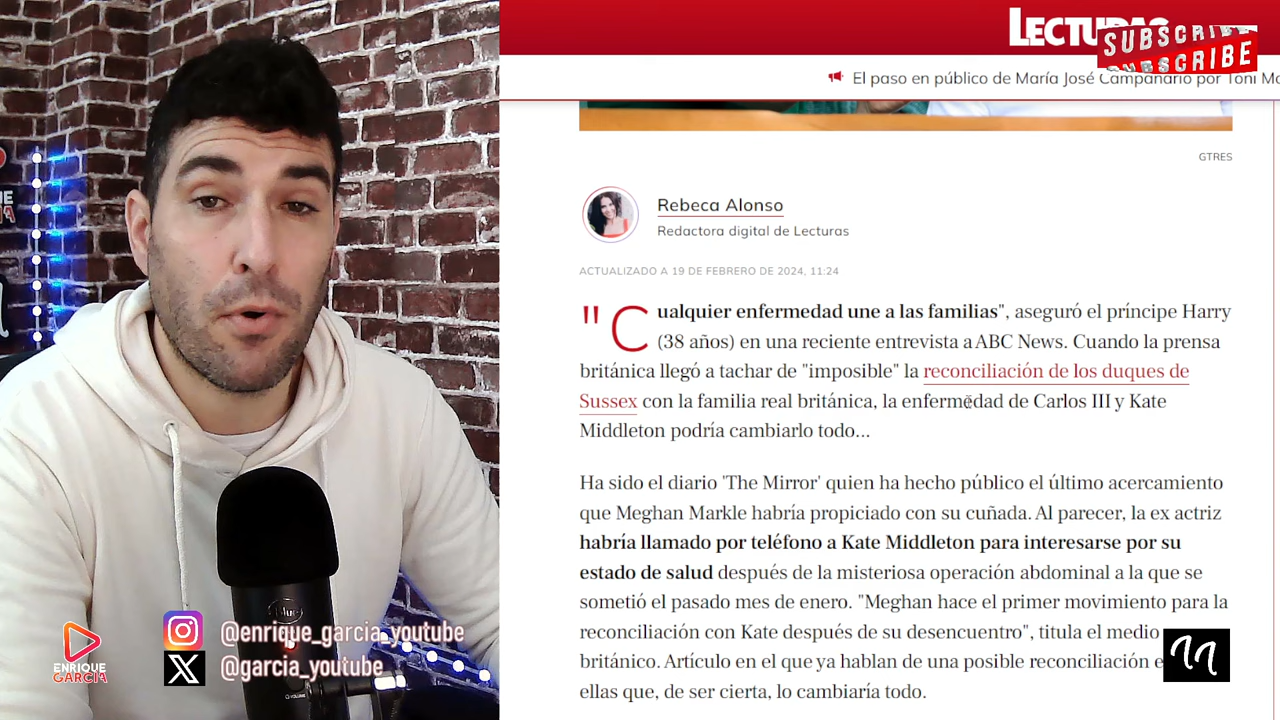 LECTURAS
SUBSCRIBE
SUBSCRIBE
El paso en público de María José Campanario por Toni Mo
GTRES
Rebeca Alonso
Redactora digital de Lecturas
ACTUALIZADO A 19 DE FEBRERO DE 2024, 11:24
"Cualquier enfermedad une a las familias", aseguró el príncipe Harry
(38 años) en una reciente entrevista a ABC News. Cuando la prensa
británica llegó a tachar de "imposible" la reconciliación de los duques de
Sussex con la familia real británica, la enfermedad de Carlos III y Kate
Middleton podría cambiarlo todo...
Ha sido el diario 'The Mirror' quien ha hecho público el último acercamiento
que Meghan Markle habría propiciado con su cuñada. Al parecer, la ex actriz
habría llamado por teléfono a Kate Middleton para interesarse por su
estado de salud después de la misteriosa operación abdominal a la que se
sometió el pasado mes de enero. "Meghan hace el primer movimiento para la
reconciliación con Kate después de su desencuentro", titula el medio
británico. Artículo en el que ya hablan de una posible reconciliación e
ellas que, de ser cierta, lo cambiaría todo.
ENRIQUE
GARCIA
@enrique_garcia_youtube
@garcia_youtube
blue
VOLUME